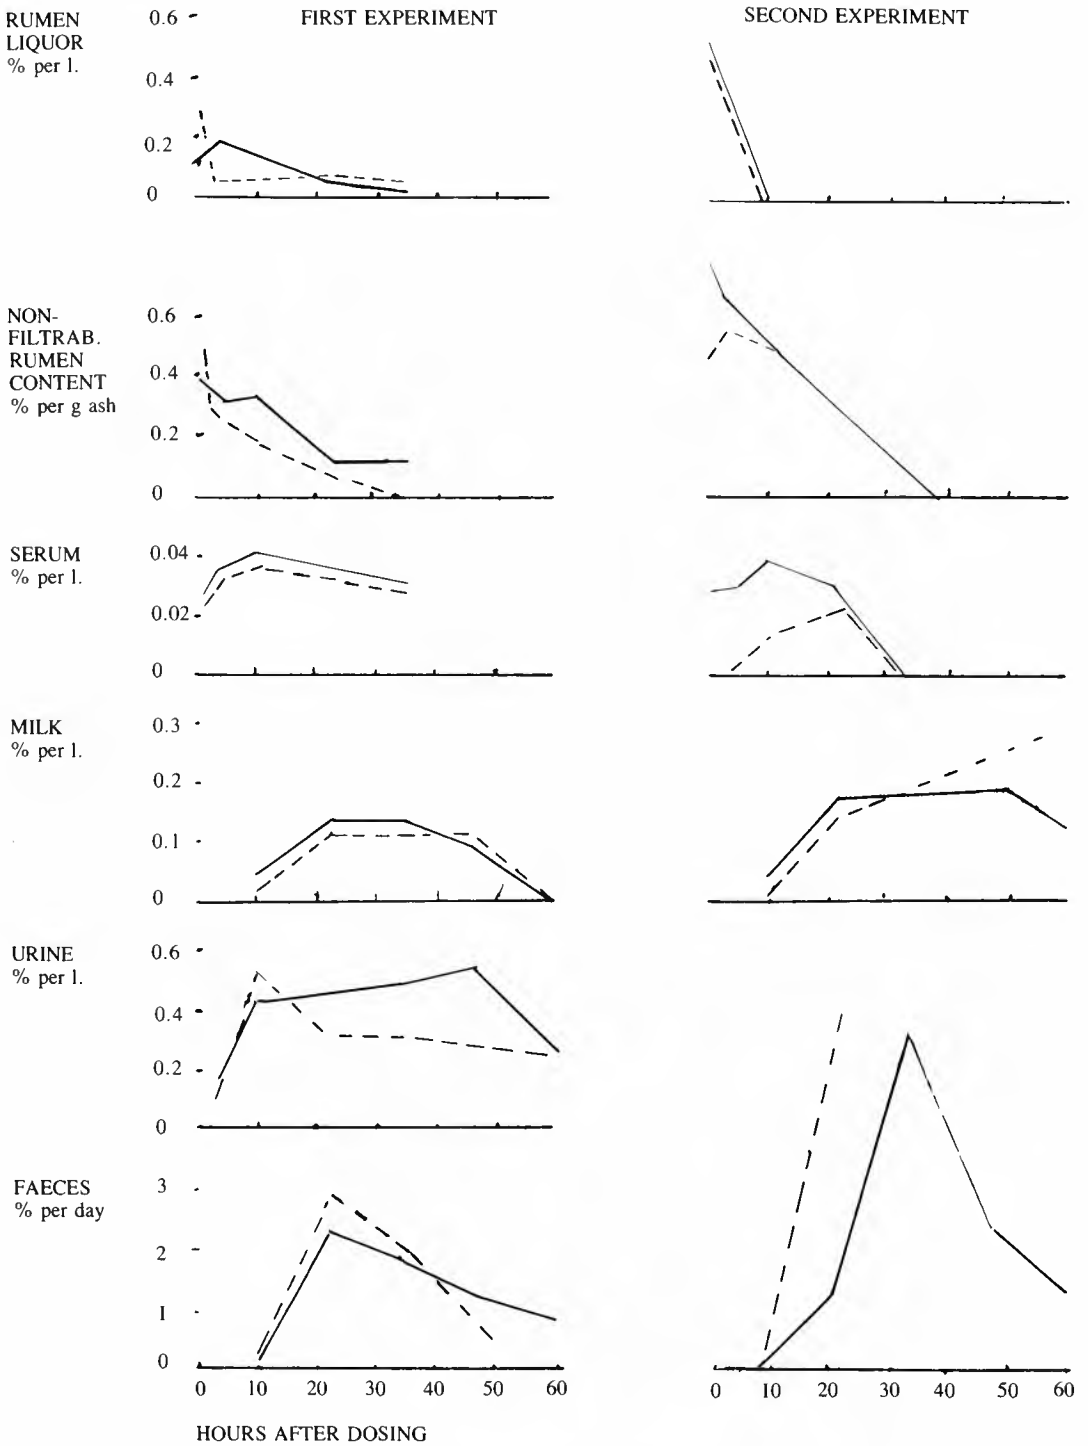 FIRST EXPERIMENT
SECOND EXPERIMENT
RUMEN
LIQUOR
% per l.
0.6
0.4
0.2
0
NON-
FILTRAB.
RUMEN
CONTENT
% per g ash
0.6
0.4
0.2
0
SERUM
% per l.
0.04
0.02
0
MILK
% per l.
0.3
0.2
0.1
0
URINE
% per l.
0.6
0.4
0.2
0
FAECES
% per day
3
2
1
0
0 10 20 30 40 50 60
0 10 20 30 40 50 60
HOURS AFTER DOSING